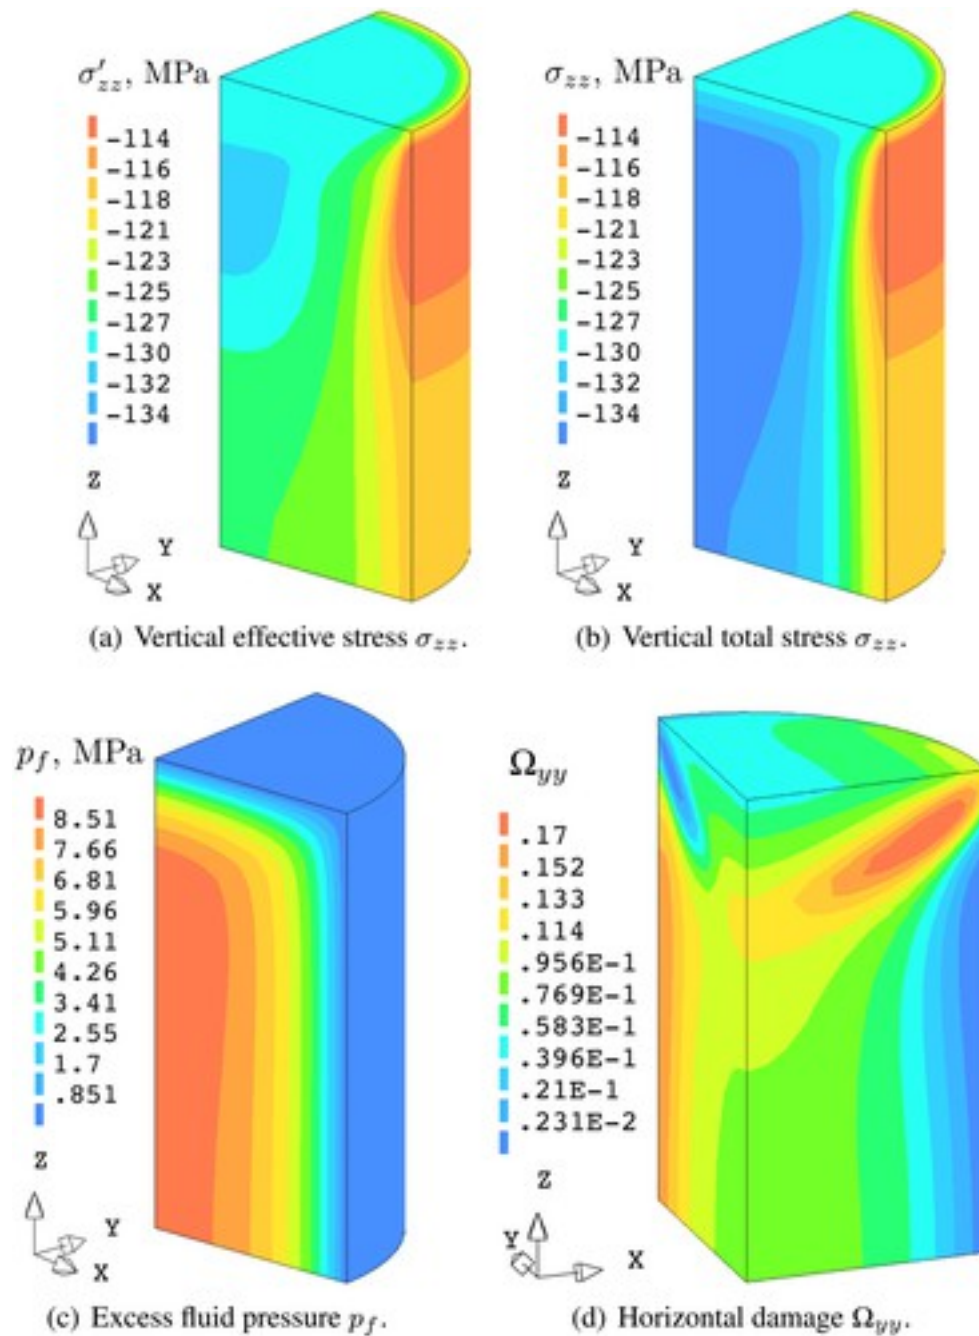 σ′zz, MPa
-114
-116
-118
-121
-123
-125
-127
-130
-132
-134
Z
Y
X
(a) Vertical effective stress σzz.
σzz, MPa
-114
-116
-118
-121
-123
-125
-127
-130
-132
-134
Z
Y
X
(b) Vertical total stress σzz.
pf, MPa
8.51
7.66
6.81
5.96
5.11
4.26
3.41
2.55
1.7
.851
Z
Y
X
(c) Excess fluid pressure pf.
Ωyy
.17
.152
.133
.114
.956E-1
.769E-1
.583E-1
.396E-1
.21E-1
.231E-2
Z
Y
X
(d) Horizontal damage Ωyy.